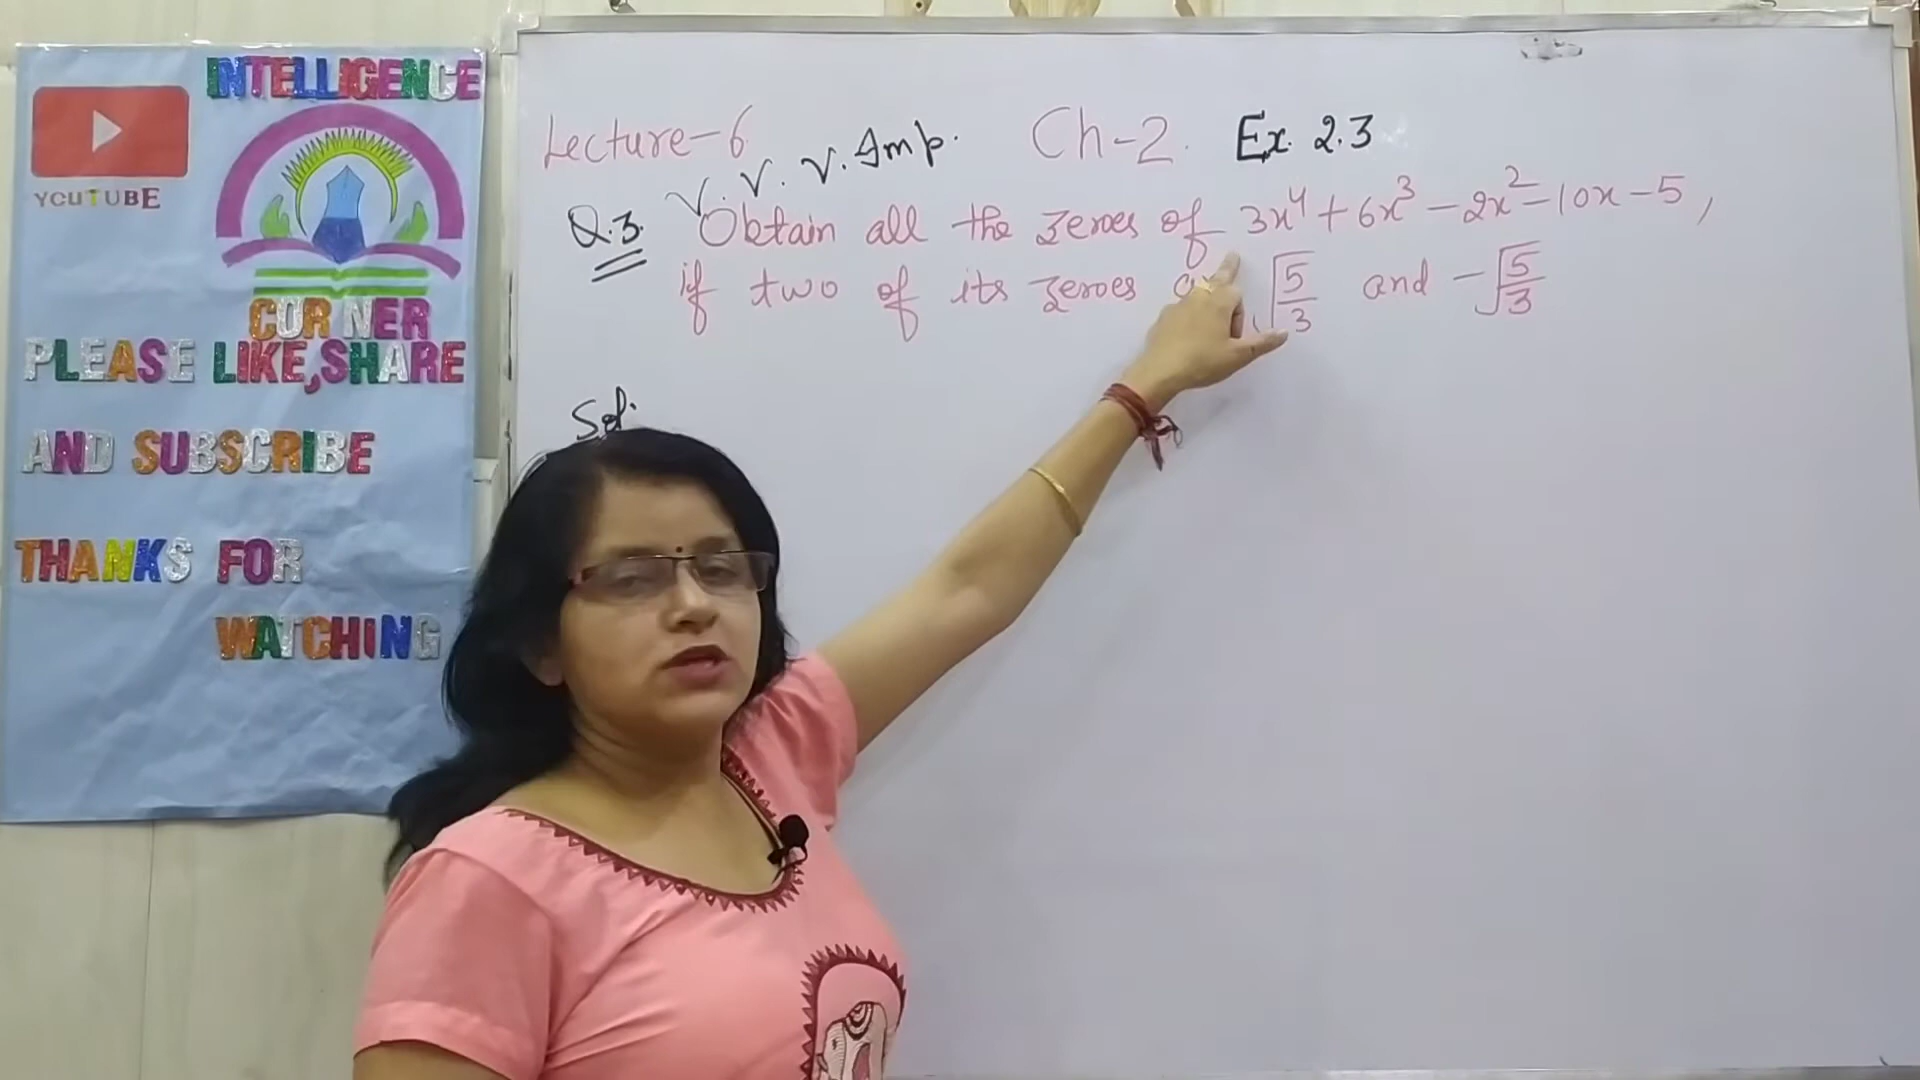 INTELLIGENCE
YOUTUBE
CORNER
PLEASE LIKE,SHARE
AND SUBSCRIBE
THANKS FOR
WATCHING
Lecture-6 Ch-2. Ex. 2.3
V. V. V. Imp.
Q.3. Obtain all the zeroes of 3x⁴+6x³-2x²-10x-5,
if two of its zeroes √5/3 and -√5/3
Sol.